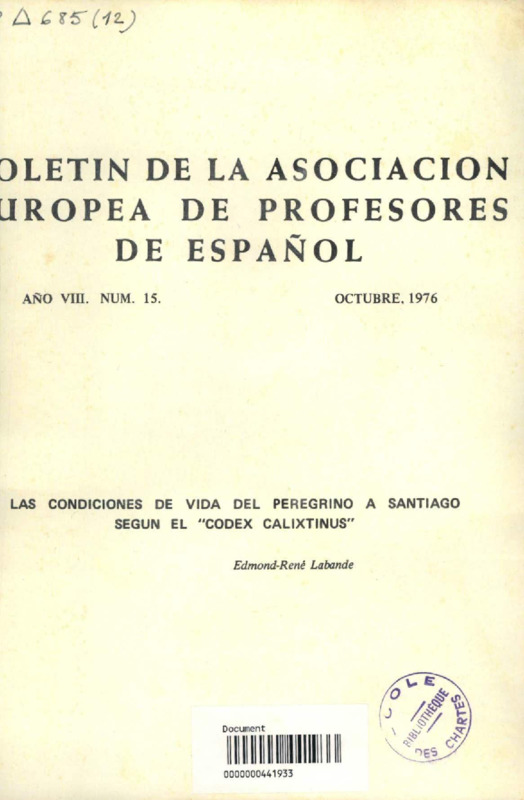 Δ 685 (12)
OLETIN DE LA ASOCIACION
UROPEA DE PROFESORES
DE ESPAÑOL
AÑO VIII. NUM. 15. OCTUBRE, 1976
LAS CONDICIONES DE VIDA DEL PEREGRINO A SANTIAGO
SEGUN EL "CODEX CALIXTINUS"
Edmond-René Labande
COLE
BIBLIOTHÈQUE
DES CHARTES
Document
0000000441933